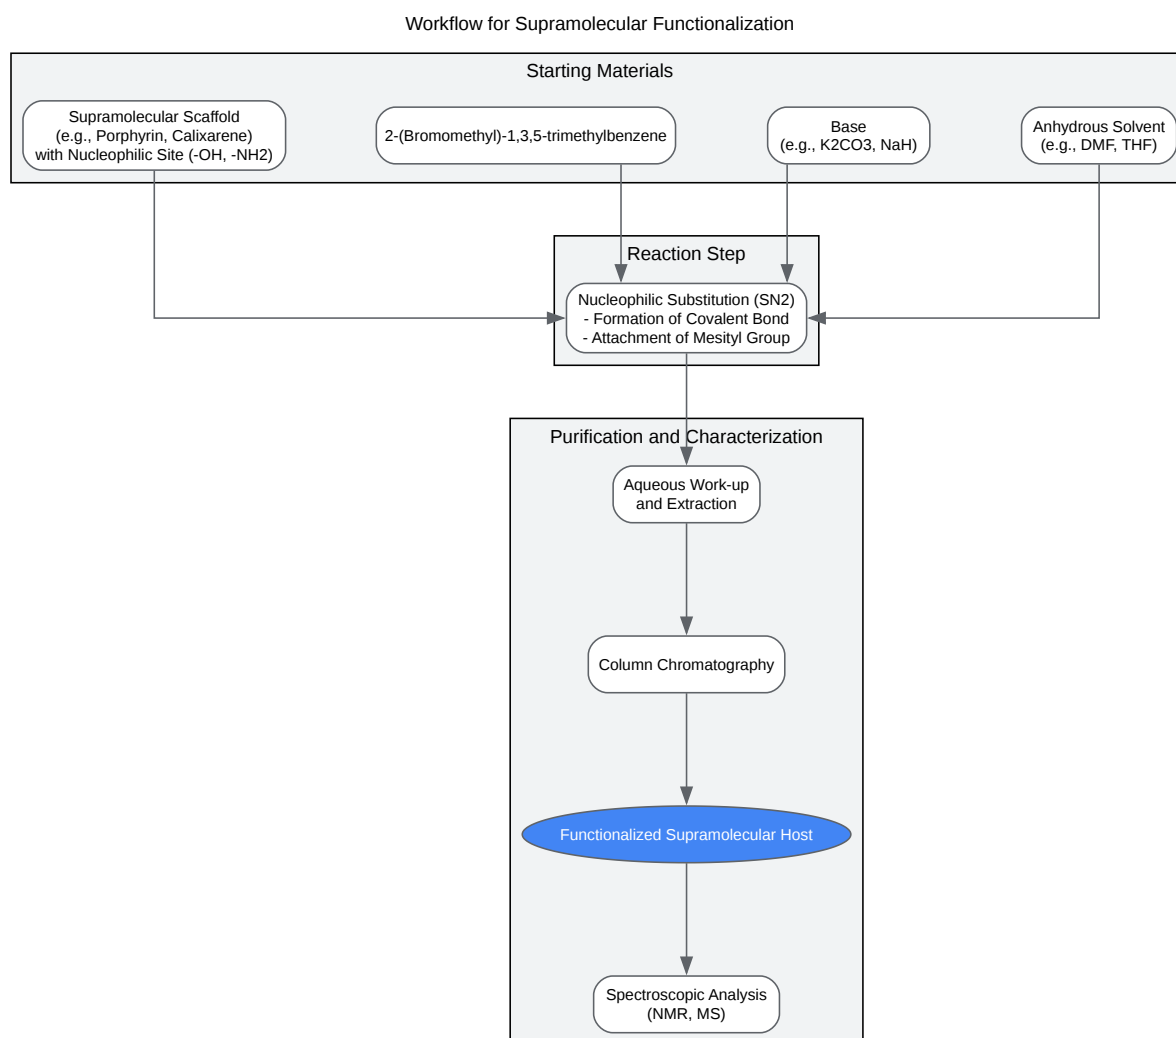 Workflow for Supramolecular Functionalization
Starting Materials
Supramolecular Scaffold
(e.g., Porphyrin, Calixarene)
with Nucleophilic Site (-OH, -NH2)
2-(Bromomethyl)-1,3,5-trimethylbenzene
Base
(e.g., K2CO3, NaH)
Anhydrous Solvent
(e.g., DMF, THF)
Reaction Step
Nucleophilic Substitution (SN2)
- Formation of Covalent Bond
- Attachment of Mesityl Group
Purification and Characterization
Aqueous Work-up
and Extraction
Column Chromatography
Functionalized Supramolecular Host
Spectroscopic Analysis
(NMR, MS)